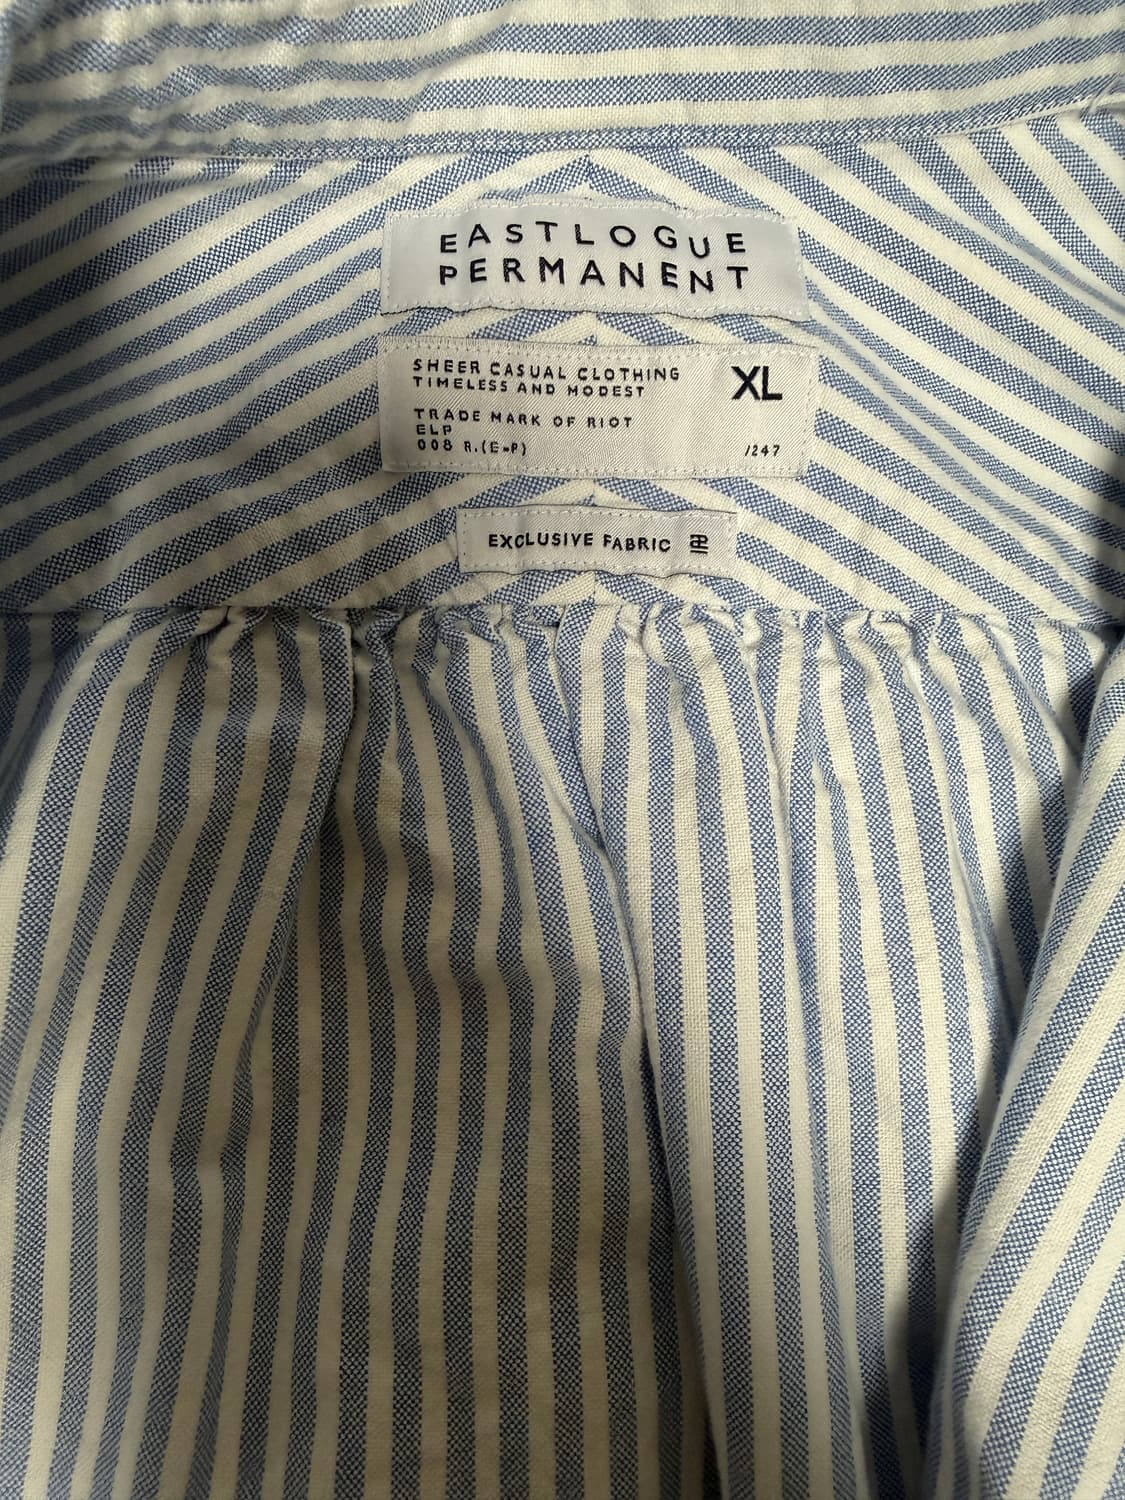 EASTLOGUE
PERMANENT
SHEER CASUAL CLOTHING
TIMELESS AND MODEST
XL
TRADE MARK OF RIOT
ELP
008 R.(E=P)
/247
EXCLUSIVE FABRIC